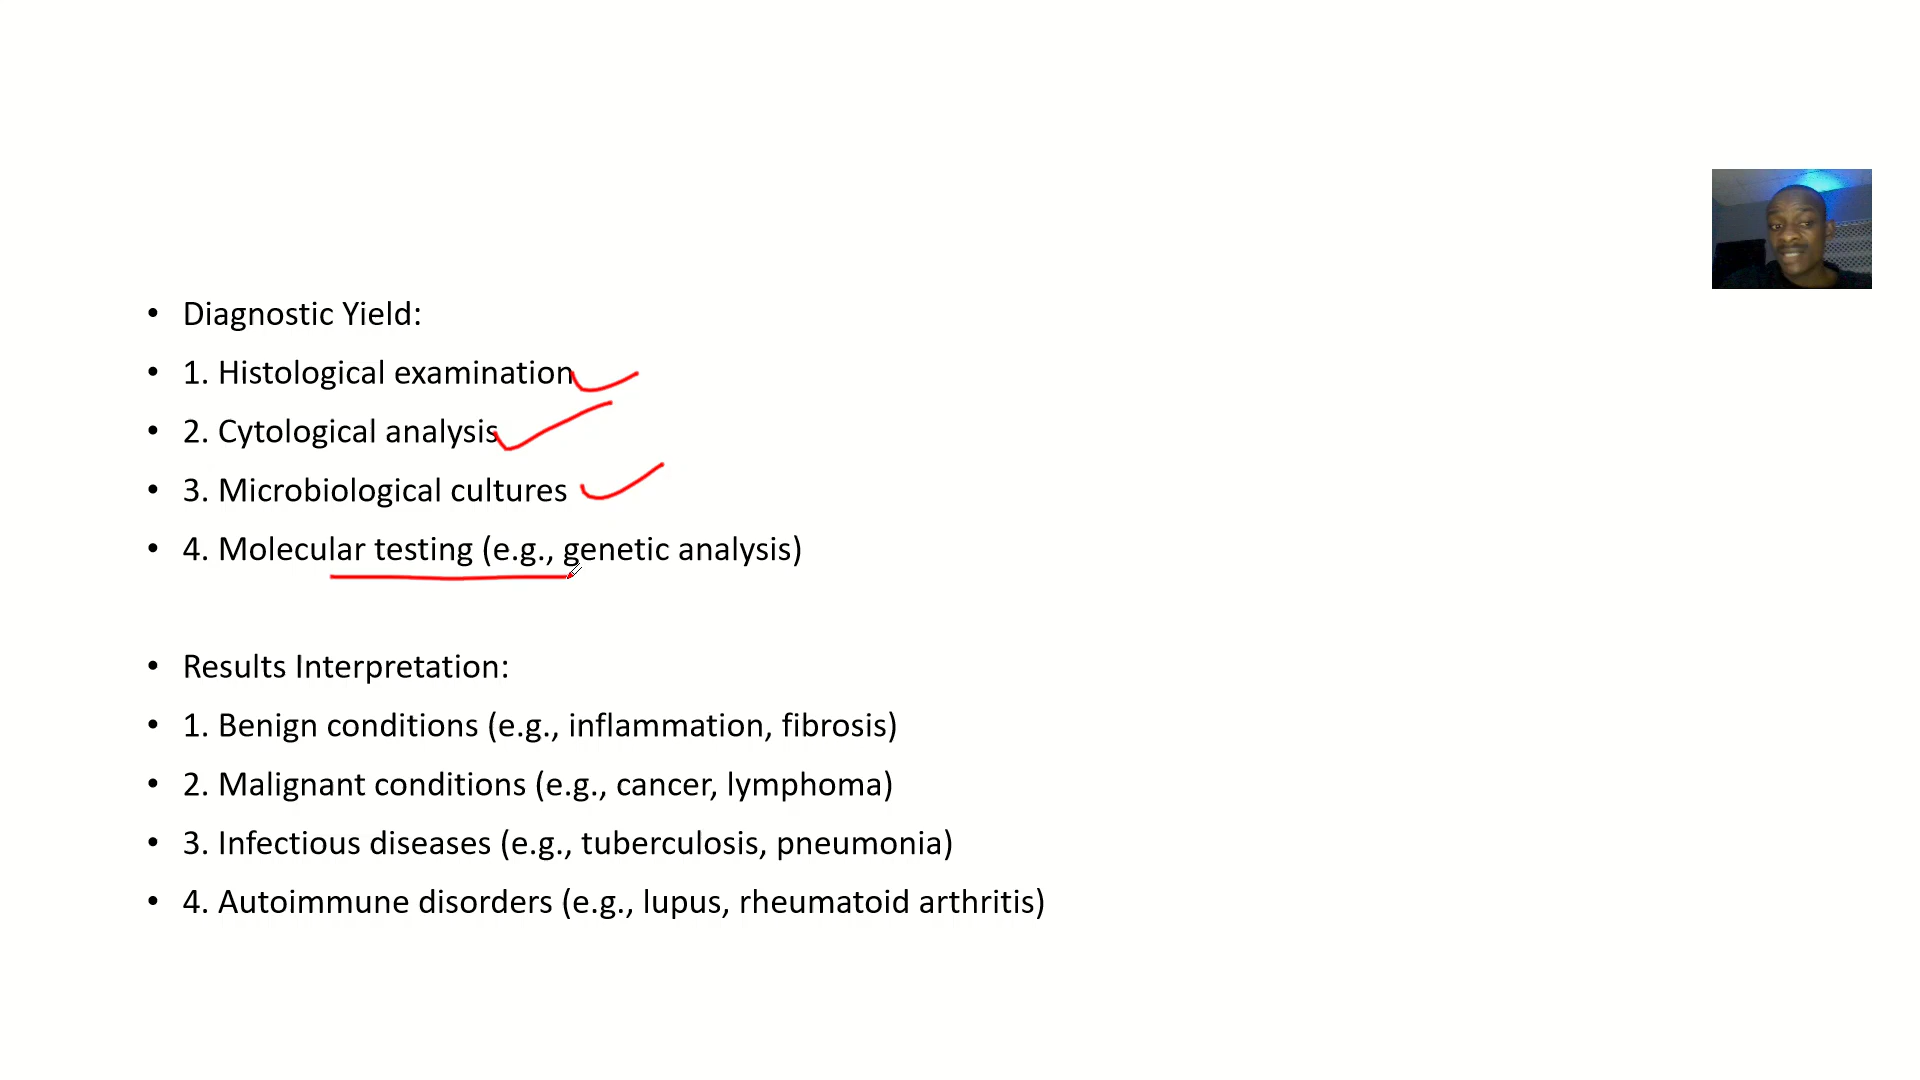 • Diagnostic Yield:
• 1. Histological examination
• 2. Cytological analysis
• 3. Microbiological cultures
• 4. Molecular testing (e.g., genetic analysis)
• Results Interpretation:
• 1. Benign conditions (e.g., inflammation, fibrosis)
• 2. Malignant conditions (e.g., cancer, lymphoma)
• 3. Infectious diseases (e.g., tuberculosis, pneumonia)
• 4. Autoimmune disorders (e.g., lupus, rheumatoid arthritis)